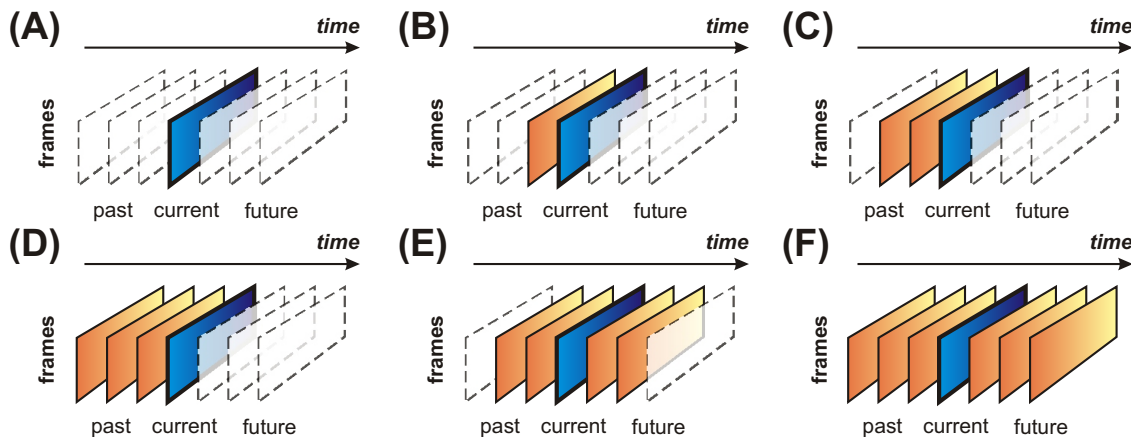 (A) time
frames
past current future
(B) time
frames
past current future
(C) time
frames
past current future
(D) time
frames
past current future
(E) time
frames
past current future
(F) time
frames
past current future